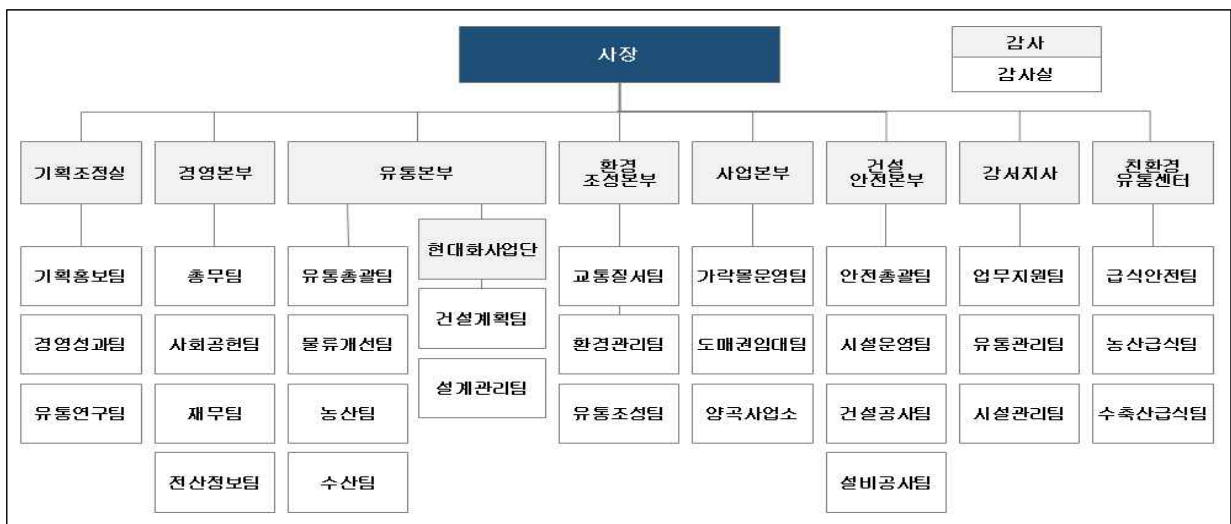 사장
감사
감사실
기획조정실
경영본부
유통본부
환경
조성본부
사업본부
건설
안전본부
강서지사
친환경
유통센터
현대화사업단
기획홍보팀
총무팀
유통총괄팀
교통질서팀
가락몰운영팀
안전총괄팀
업무지원팀
급식안전팀
건설계획팀
경영성과팀
사회공헌팀
물류개선팀
환경관리팀
도매권임대팀
시설운영팀
유통관리팀
농산급식팀
설계관리팀
유통연구팀
재무팀
농산팀
유통조성팀
양곡사업소
건설공사팀
시설관리팀
수축산급식팀
전산정보팀
수산팀
설비공사팀